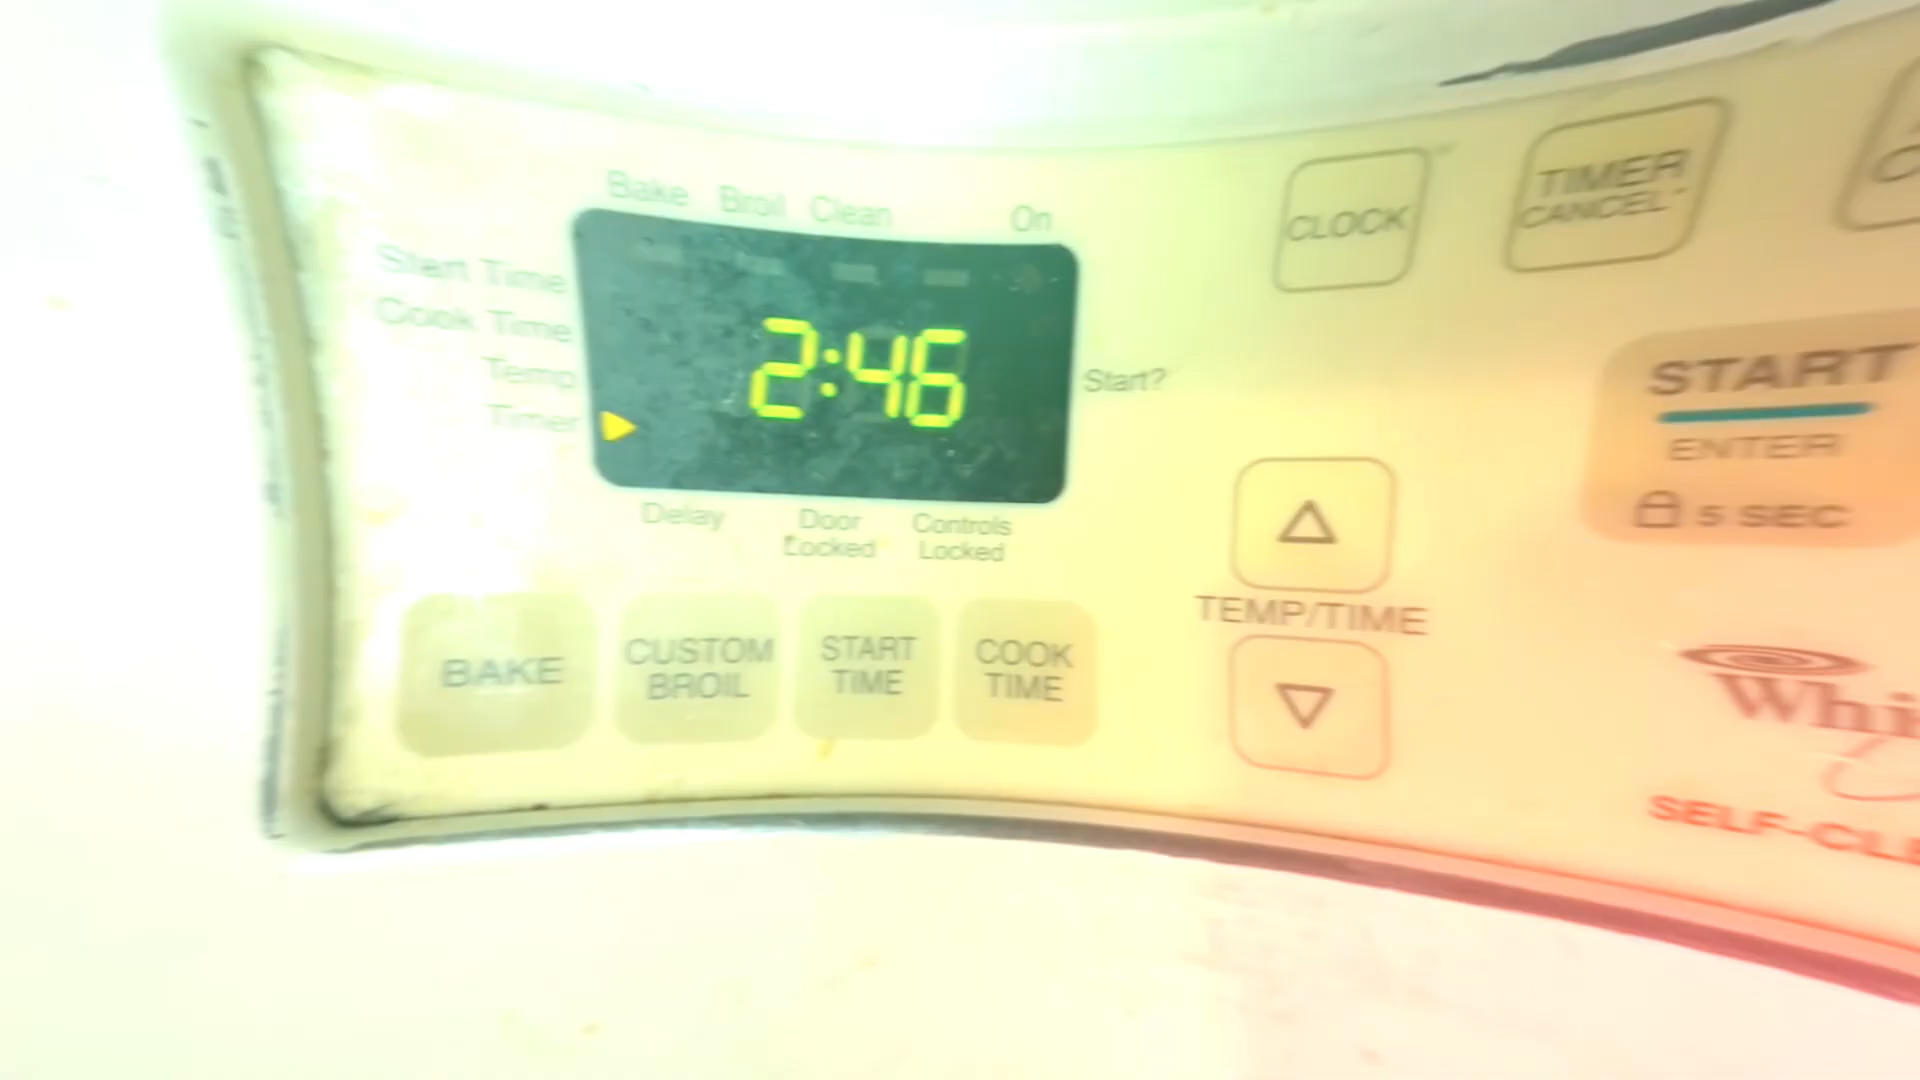 Bake Broil Clean On
Start Time
Cook Time
Temp
Timer
2:46
Start?
Delay
Door
Locked
Controls
Locked
BAKE
CUSTOM
BROIL
START
TIME
COOK
TIME
CLOCK
TIMER
CANCEL
TEMP/TIME
START
ENTER
5 SEC
SELF-CLE